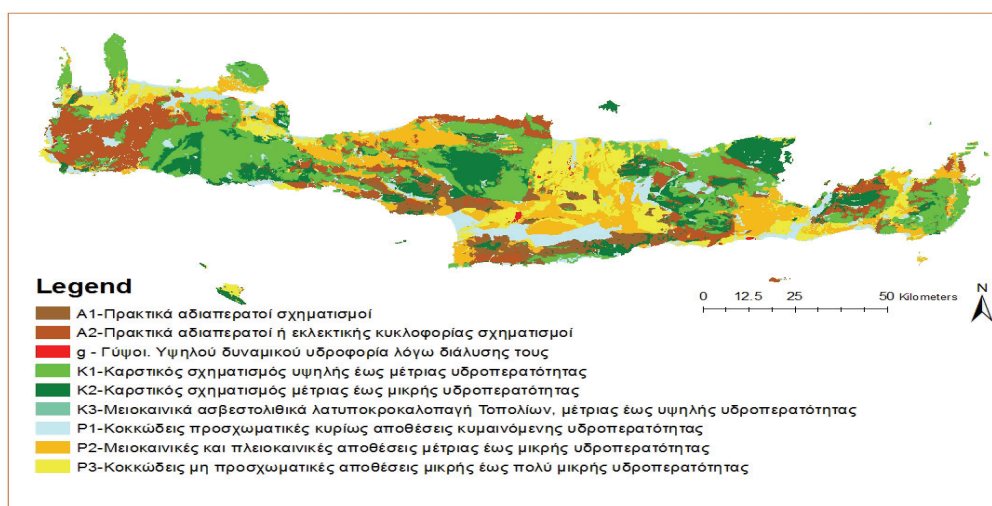 Legend
A1-Πρακτικά αδιαπερατοί σχηματισμοί
A2-Πρακτικά αδιαπερατοί ή εκλεκτικής κυκλοφορίας σχηματισμοί
g - Γύψοι. Υψηλού δυναμικού υδροφορία λόγω διάλυσης τους
K1-Καρστικός σχηματισμός υψηλής έως μέτριας υδροπερατότητας
K2-Καρστικός σχηματισμός μέτριας έως μικρής υδροπερατότητας
K3-Μειοκαινικά ασβεστολιθικά λατυποκροκαλοπαγή Τοπολίων, μέτριας έως υψηλής υδροπερατότητας
P1-Κοκκώδεις προσχωματικές κυρίως αποθέσεις κυμαινόμενης υδροπερατότητας
P2-Μειοκαινικές και πλειοκαινικές αποθέσεις μέτριας έως μικρής υδροπερατότητας
P3-Κοκκώδεις μη προσχωματικές αποθέσεις μικρής έως πολύ μικρής υδροπερατότητας
0 12.5 25 50 Kilometers
N